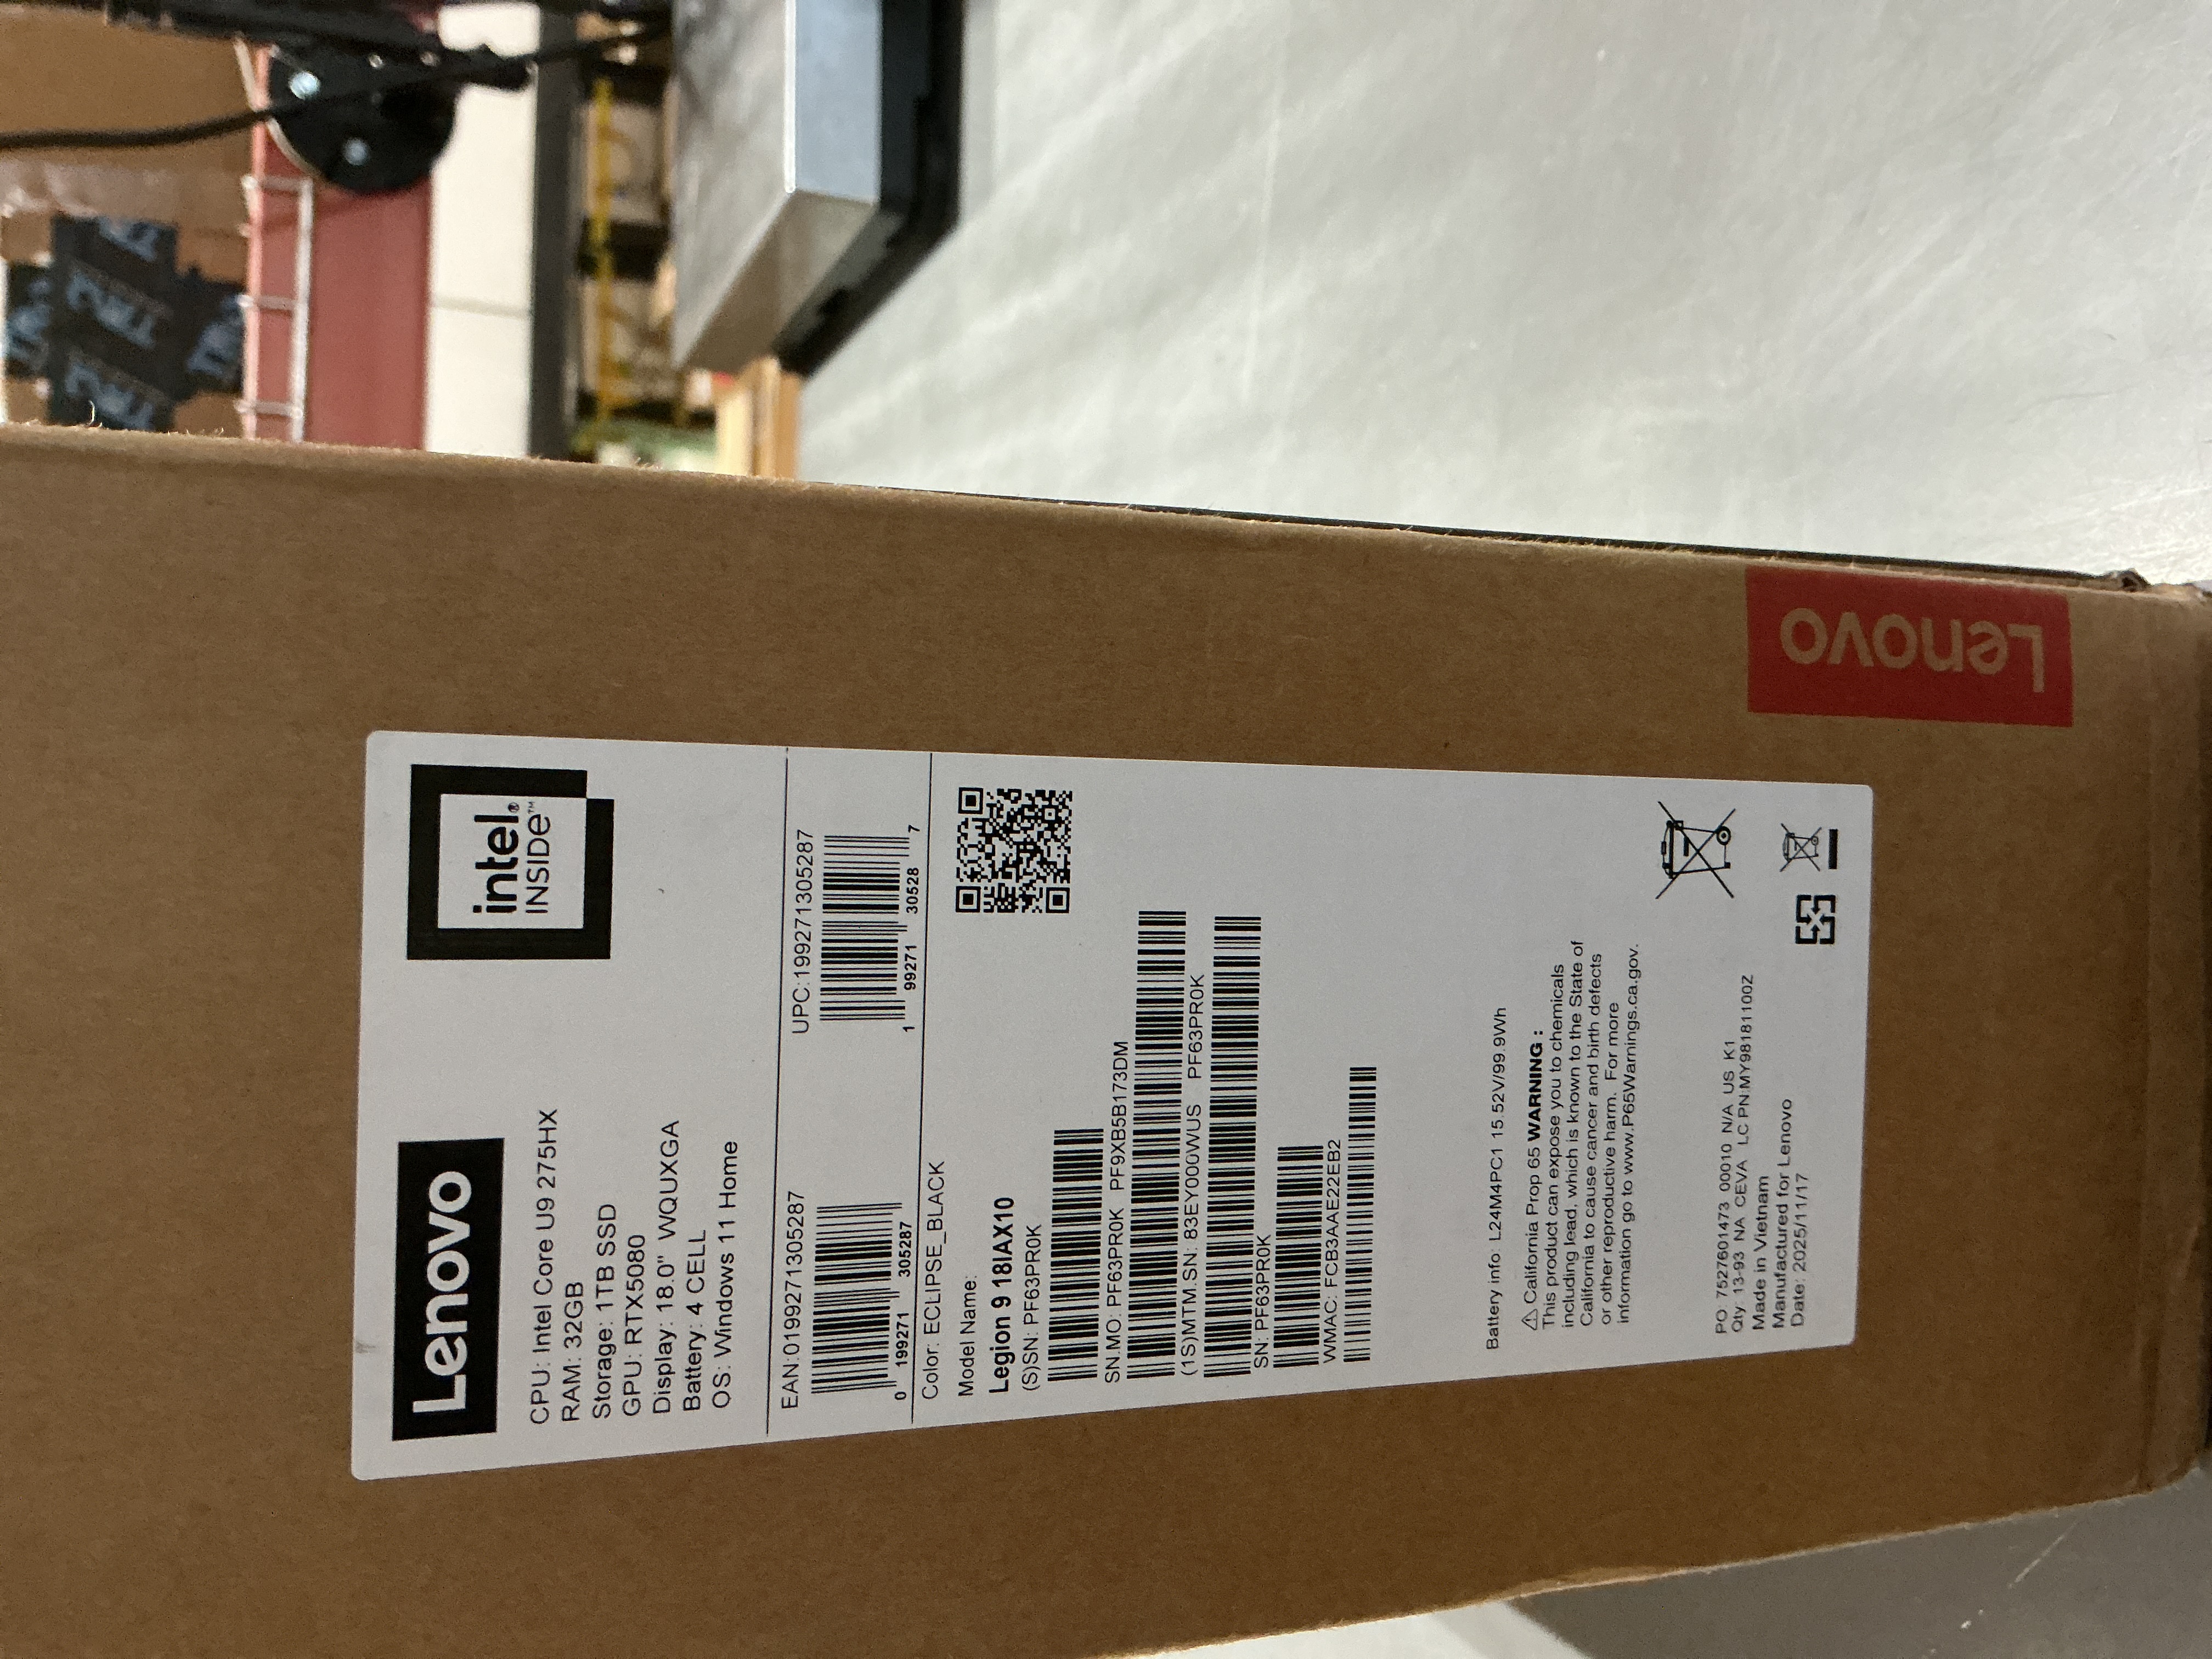 Lenovo
intel®
INSIDE™
CPU: Intel Core U9 275HX
RAM: 32GB
Storage: 1TB SSD
GPU: RTX5080
Display: 18.0" WQUXGA
Battery: 4 CELL
OS: Windows 11 Home
EAN:0199271305287
UPC:199271305287
0 199271 305287
1 99271 30528 7
Color: ECLIPSE_BLACK
Model Name:
Legion 9 18IAX10
(S)SN: PF63PR0K
SN.MO: PF63PR0K PF9XB5B173DM
(1S)MTM.SN: 83EY000WUS PF63PR0K
SN: PF63PR0K
WMAC: FCB3AAE22EB2
Battery info: L24M4PC1 15.52V/99.9Wh
⚠California Prop 65 WARNING :
This product can expose you to chemicals
including lead, which is known to the State of
California to cause cancer and birth defects
or other reproductive harm. For more
information go to www.P65Warnings.ca.gov.
PO 7527601473 00010 N/A US K1
Qty: 13-93 NA CEVA LC PN:MY98181100Z
Made in Vietnam
Manufactured for Lenovo
Date: 2025/11/17
Lenovo